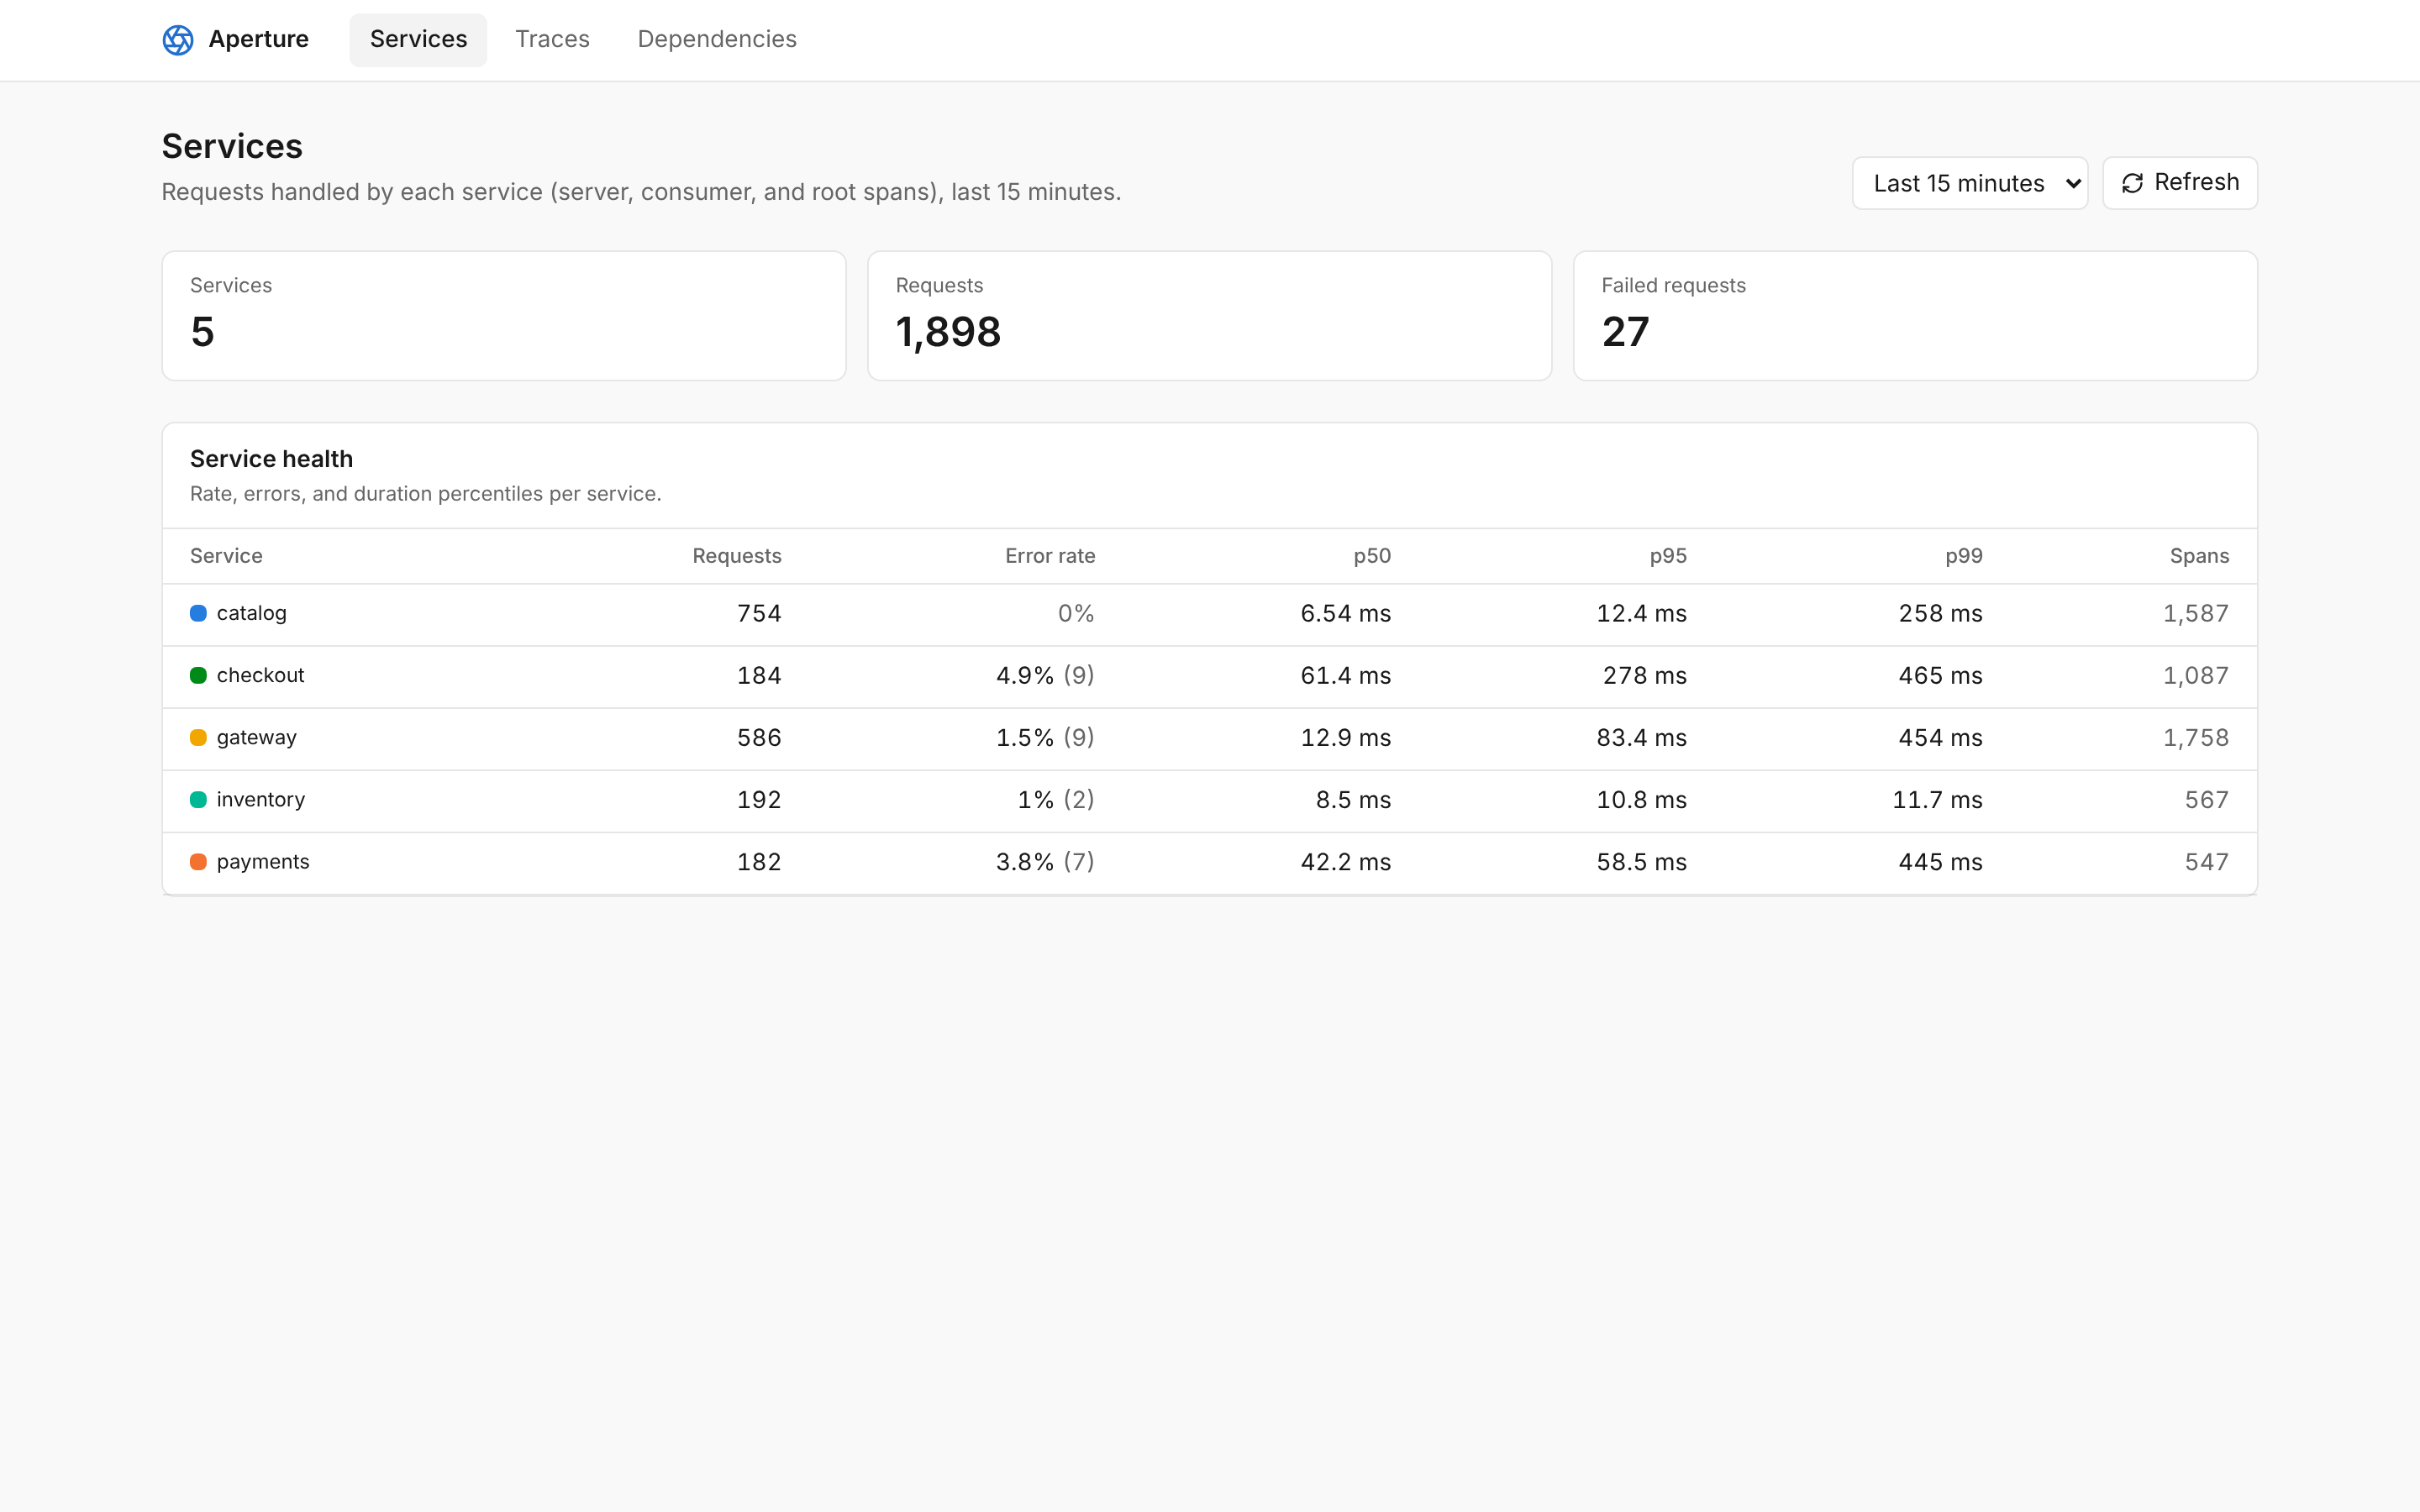 Aperture Services Traces Dependencies
Services
Requests handled by each service (server, consumer, and root spans), last 15 minutes.
Last 15 minutes Refresh
Services Requests Failed requests
5 1,898 27
Service health
Rate, errors, and duration percentiles per service.
Service Requests Error rate p50 p95 p99 Spans
catalog 754 0% 6.54 ms 12.4 ms 258 ms 1,587
checkout 184 4.9% (9) 61.4 ms 278 ms 465 ms 1,087
gateway 586 1.5% (9) 12.9 ms 83.4 ms 454 ms 1,758
inventory 192 1% (2) 8.5 ms 10.8 ms 11.7 ms 567
payments 182 3.8% (7) 42.2 ms 58.5 ms 445 ms 547